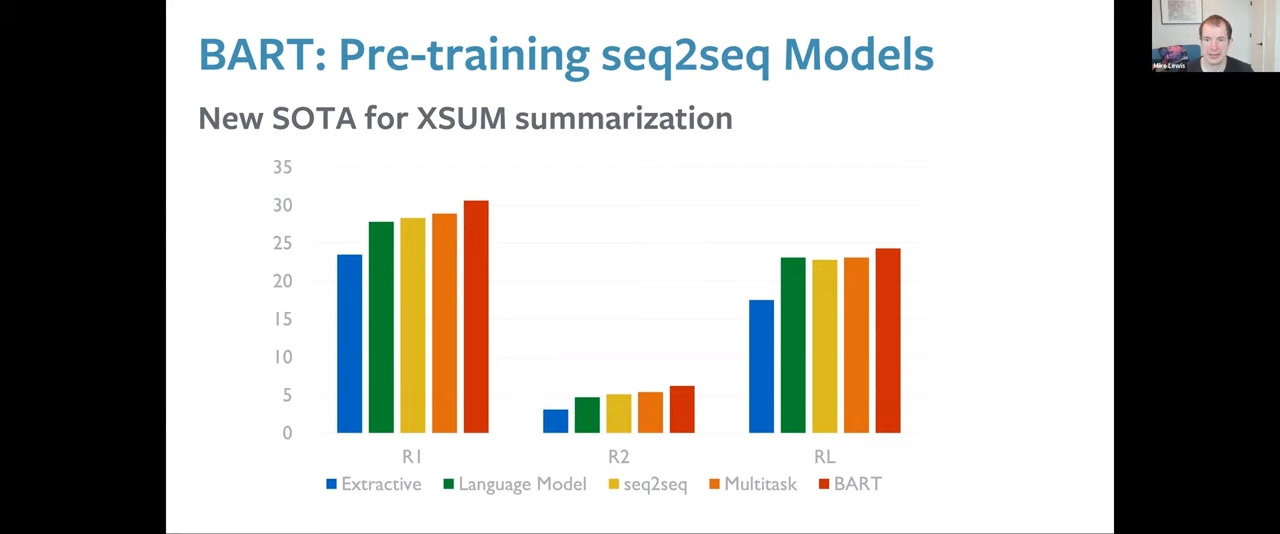 BART: Pre-training seq2seq Models
Mike Lewis
New SOTA for XSUM summarization
35
30
25
20
15
10
5
0
R1 R2 RL
Extractive Language Model seq2seq Multitask BART